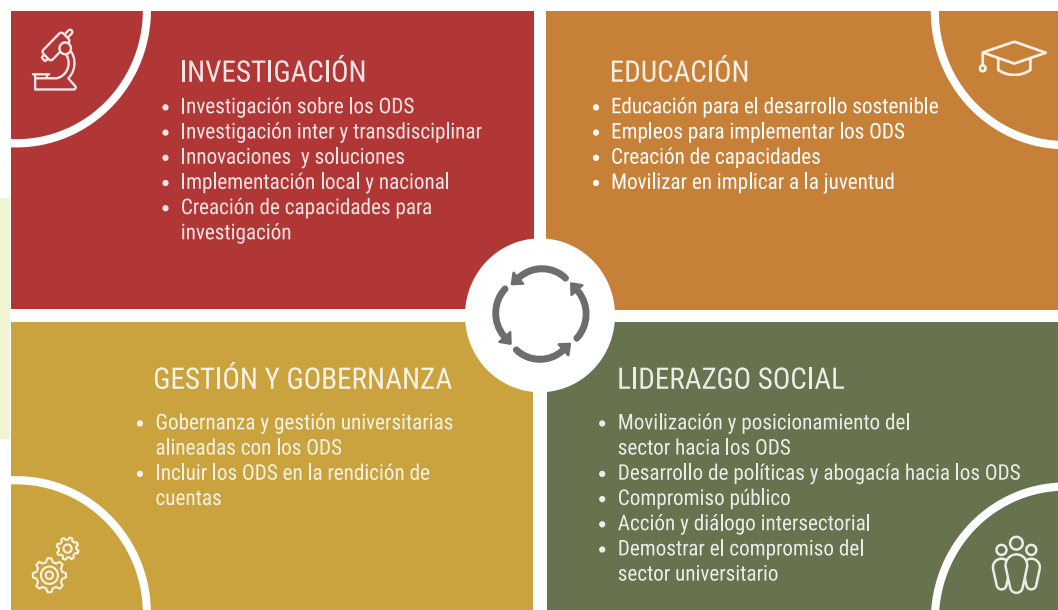 INVESTIGACIÓN
• Investigación sobre los ODS
• Investigación inter y transdisciplinar
• Innovaciones y soluciones
• Implementación local y nacional
• Creación de capacidades para
investigación
EDUCACIÓN
• Educación para el desarrollo sostenible
• Empleos para implementar los ODS
• Creación de capacidades
• Movilizar en implicar a la juventud
GESTIÓN Y GOBERNANZA
• Gobernanza y gestión universitarias
alineadas con los ODS
• Incluir los ODS en la rendición de
cuentas
LIDERAZGO SOCIAL
• Movilización y posicionamiento del
sector hacia los ODS
• Desarrollo de políticas y abogacía hacia los ODS
• Compromiso público
• Acción y diálogo intersectorial
• Demostrar el compromiso del
sector universitario